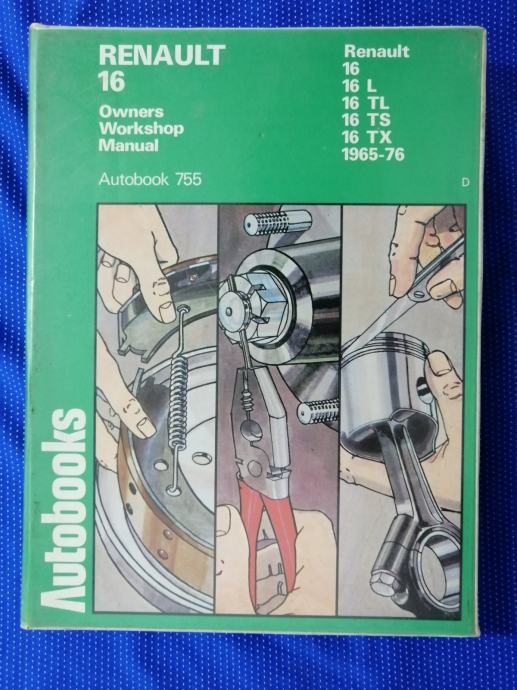 RENAULT
16
Owners
Workshop
Manual
Autobook 755
Renault
16
16 L
16 TL
16 TS
16 TX
1965-76
D
Autobooks